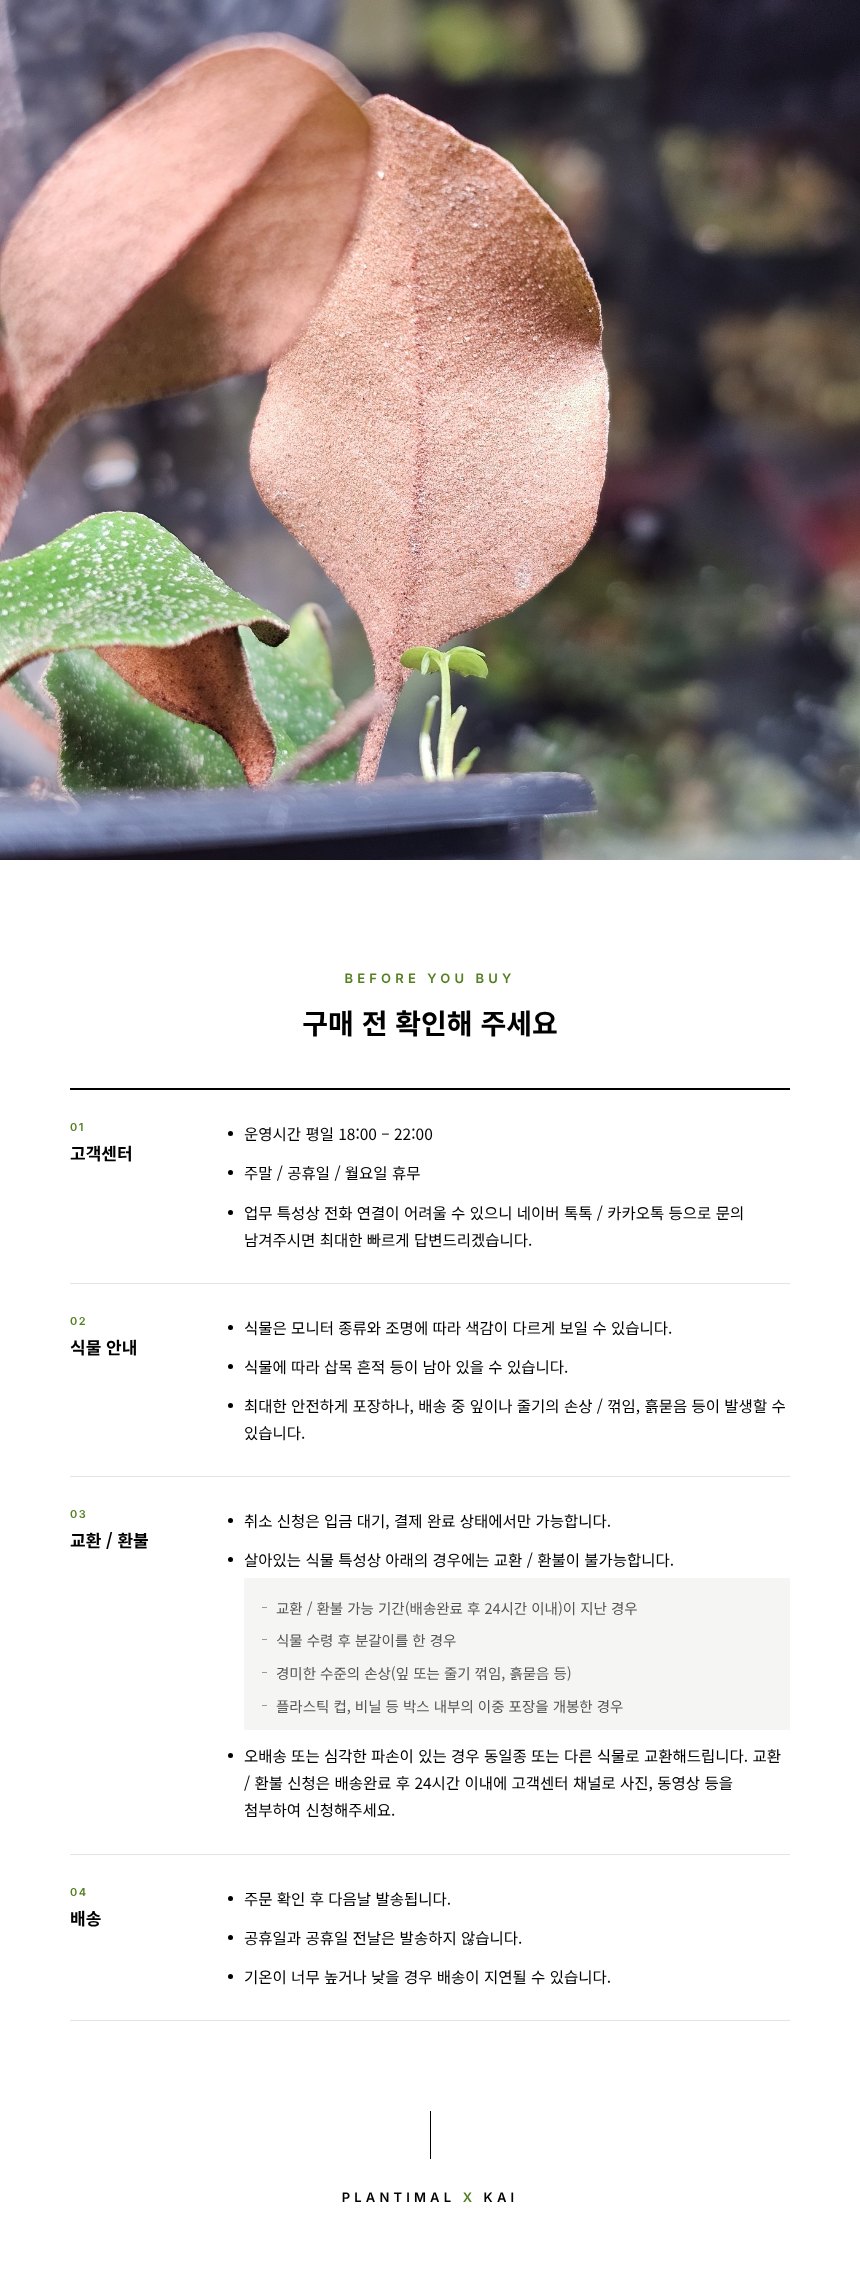 BEFORE YOU BUY
구매 전 확인해 주세요
01
고객센터
운영시간 평일 18:00 – 22:00
주말 / 공휴일 / 월요일 휴무
업무 특성상 전화 연결이 어려울 수 있으니 네이버 톡톡 / 카카오톡 등으로 문의
남겨주시면 최대한 빠르게 답변드리겠습니다.
02
식물 안내
식물은 모니터 종류와 조명에 따라 색감이 다르게 보일 수 있습니다.
식물에 따라 삽목 흔적 등이 남아 있을 수 있습니다.
최대한 안전하게 포장하나, 배송 중 잎이나 줄기의 손상 / 꺾임, 흙묻음 등이 발생할 수
있습니다.
03
교환 / 환불
취소 신청은 입금 대기, 결제 완료 상태에서만 가능합니다.
살아있는 식물 특성상 아래의 경우에는 교환 / 환불이 불가능합니다.
– 교환 / 환불 가능 기간(배송완료 후 24시간 이내)이 지난 경우
– 식물 수령 후 분갈이를 한 경우
– 경미한 수준의 손상(잎 또는 줄기 꺾임, 흙묻음 등)
– 플라스틱 컵, 비닐 등 박스 내부의 이중 포장을 개봉한 경우
오배송 또는 심각한 파손이 있는 경우 동일종 또는 다른 식물로 교환해드립니다. 교환
/ 환불 신청은 배송완료 후 24시간 이내에 고객센터 채널로 사진, 동영상 등을
첨부하여 신청해주세요.
04
배송
주문 확인 후 다음날 발송됩니다.
공휴일과 공휴일 전날은 발송하지 않습니다.
기온이 너무 높거나 낮을 경우 배송이 지연될 수 있습니다.
PLANTIMAL X KAI